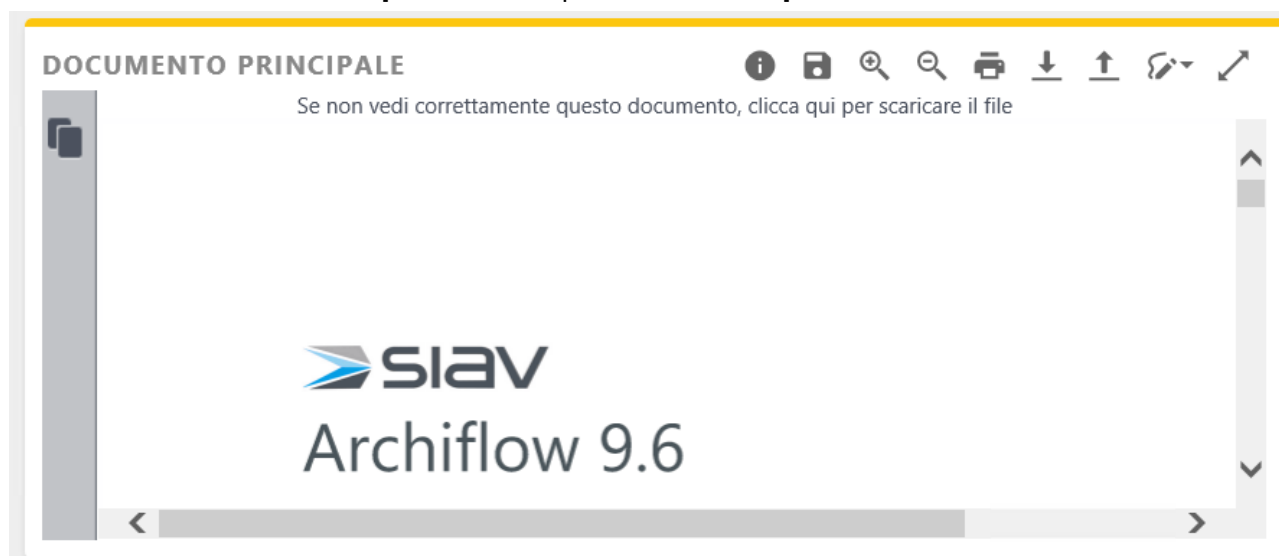 DOCUMENTO PRINCIPALE
Se non vedi correttamente questo documento, clicca qui per scaricare il file
SIAV
Archiflow 9.6